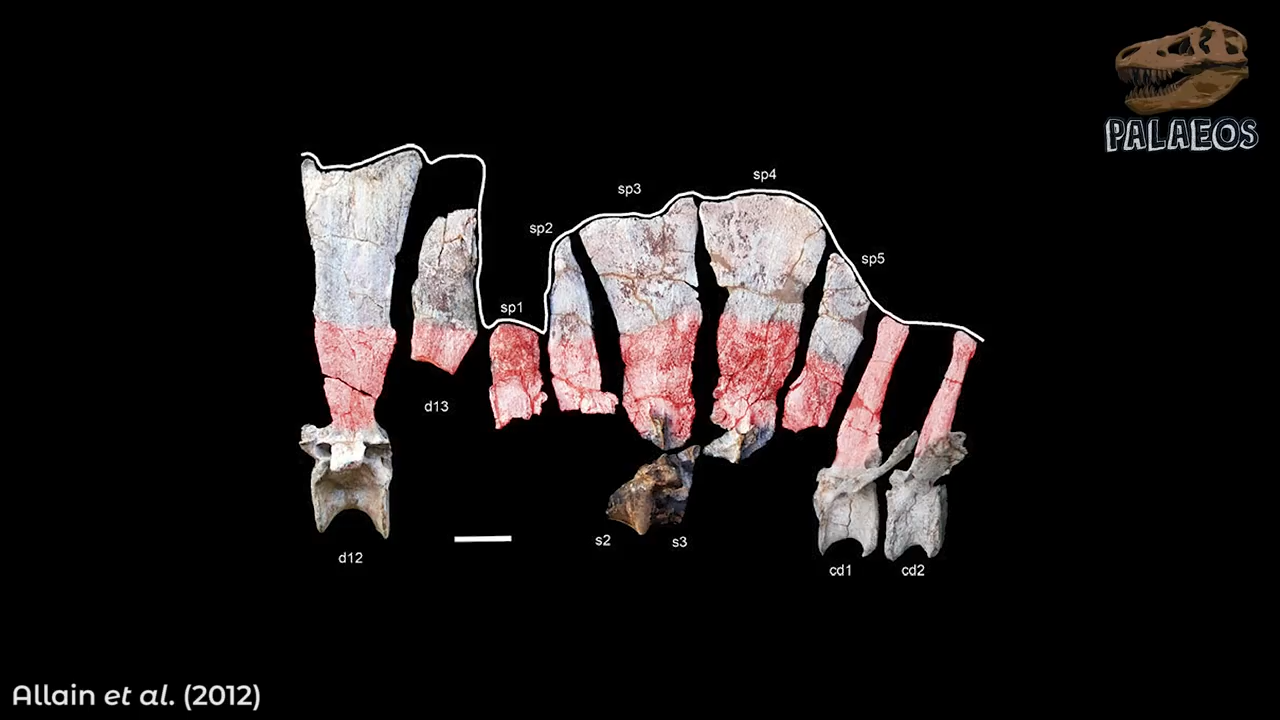 PALAEOS
sp4
sp3
sp2
sp5
sp1
d13
s2
s3
d12
cd1
cd2
Allain et al. (2012)